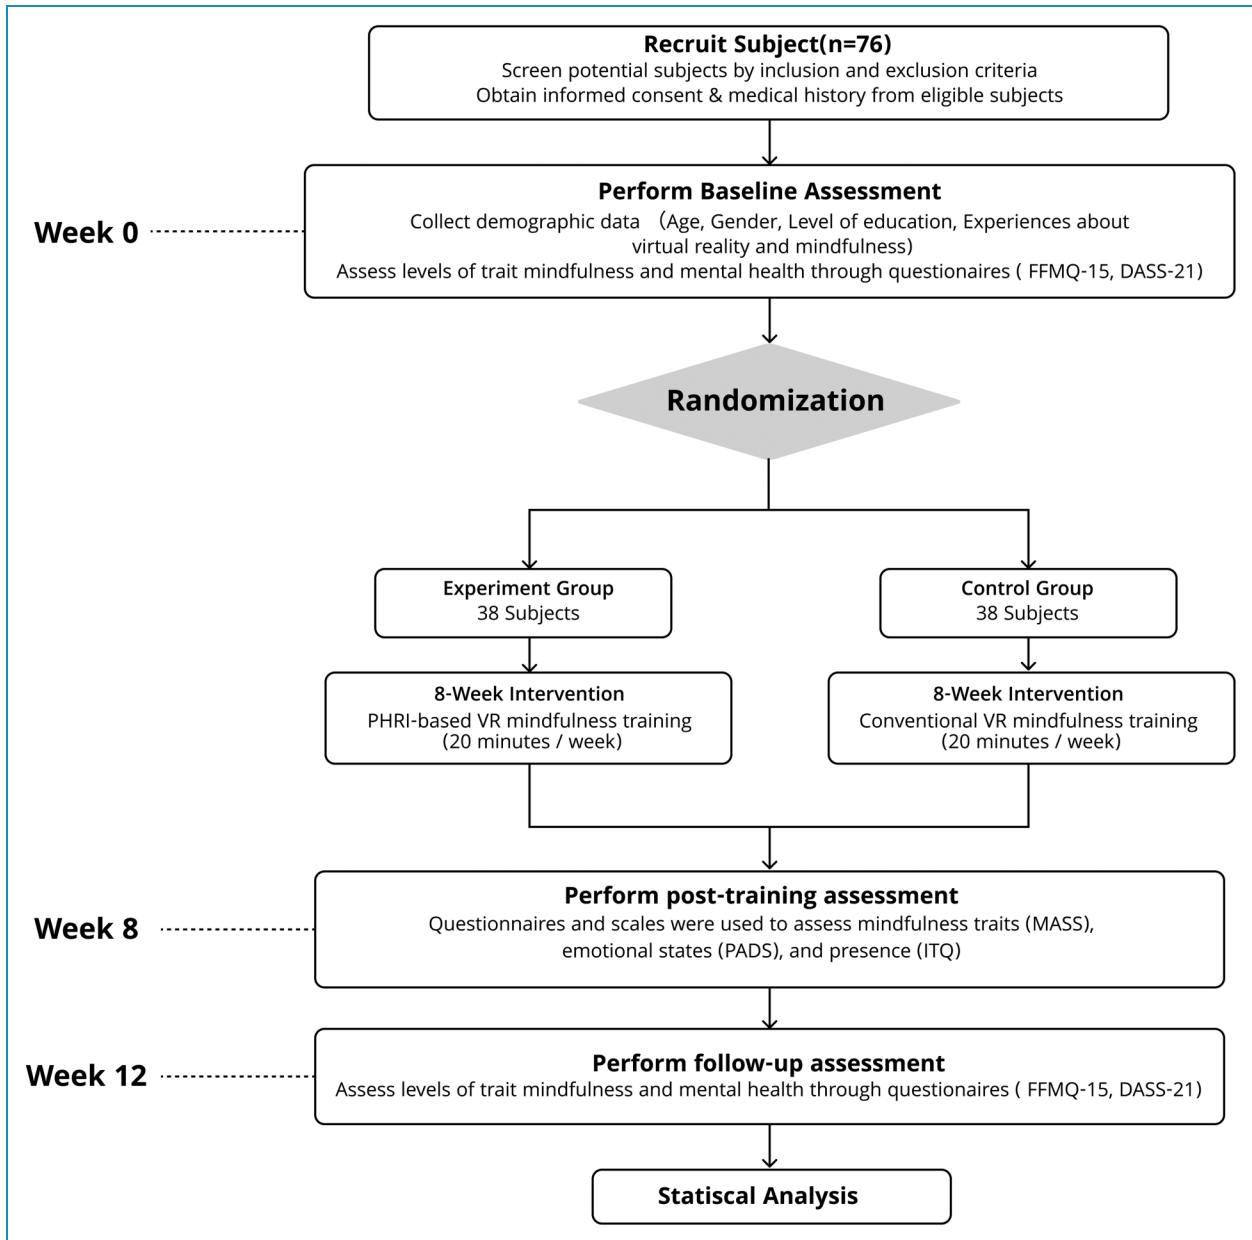 Recruit Subject(n=76)
Screen potential subjects by inclusion and exclusion criteria
Obtain informed consent & medical history from eligible subjects
Week 0
Perform Baseline Assessment
Collect demographic data （Age, Gender, Level of education, Experiences about
virtual reality and mindfulness)
Assess levels of trait mindfulness and mental health through questionaires ( FFMQ-15, DASS-21)
Randomization
Experiment Group
38 Subjects
Control Group
38 Subjects
8-Week Intervention
PHRI-based VR mindfulness training
(20 minutes / week)
8-Week Intervention
Conventional VR mindfulness training
(20 minutes / week)
Week 8
Perform post-training assessment
Questionnaires and scales were used to assess mindfulness traits (MASS),
emotional states (PADS), and presence (ITQ)
Week 12
Perform follow-up assessment
Assess levels of trait mindfulness and mental health through questionaires ( FFMQ-15, DASS-21)
Statiscal Analysis